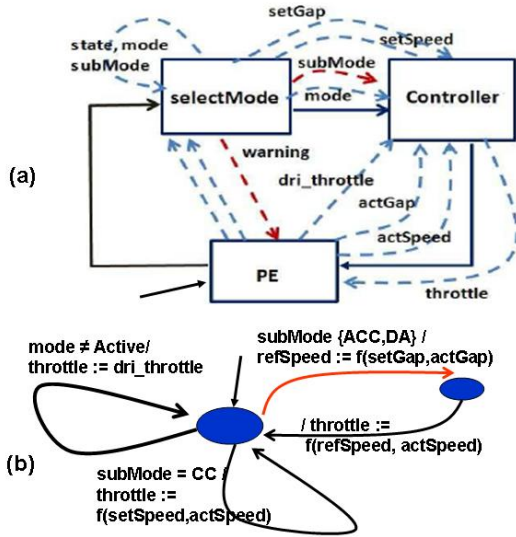 setGap
state, mode
subMode
setSpeed
subMode
selectMode
mode
Controller
warning
(a)
dri_throttle
actGap
actSpeed
PE
throttle
mode ≠ Active/
throttle := dri_throttle
subMode {ACC,DA} /
refSpeed := f(setGap,actGap)
/ throttle :=
f(refSpeed, actSpeed)
(b)
subMode = CC /
throttle :=
f(setSpeed,actSpeed)